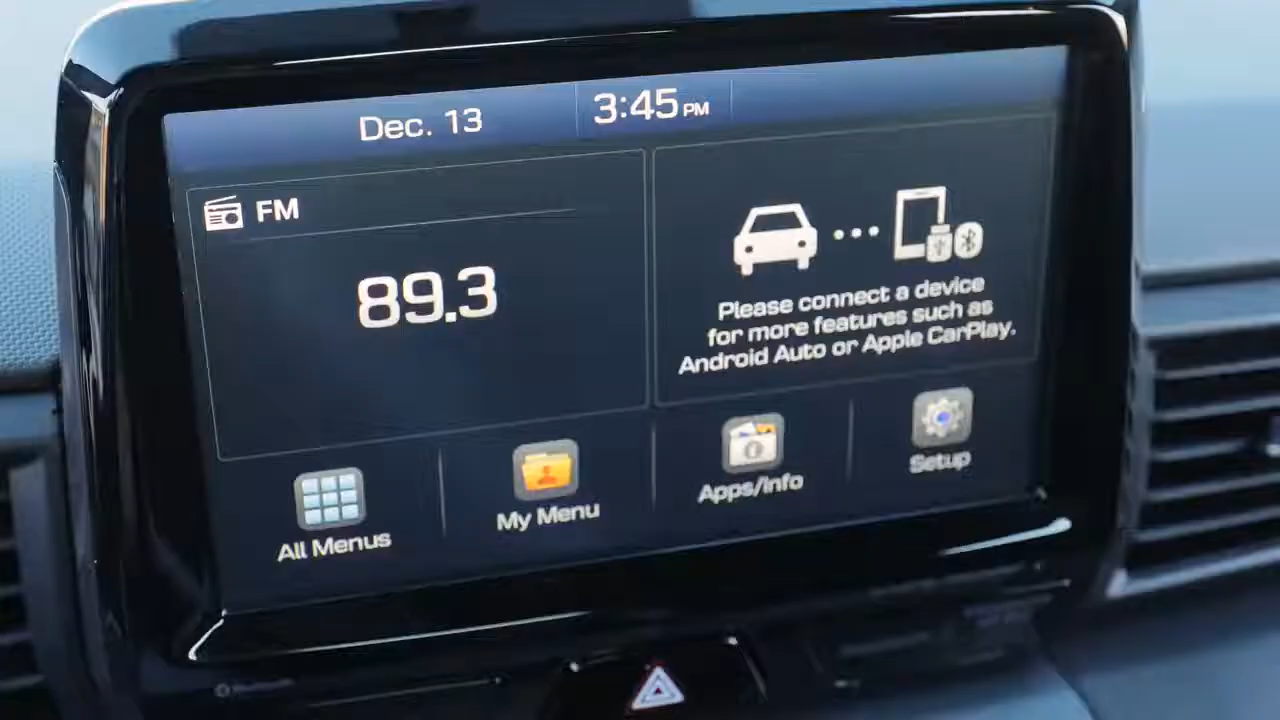 Dec. 13
3:45 PM
FM
89.3
Please connect a device
for more features such as
Android Auto or Apple CarPlay.
All Menus
My Menu
Apps/Info
Setup